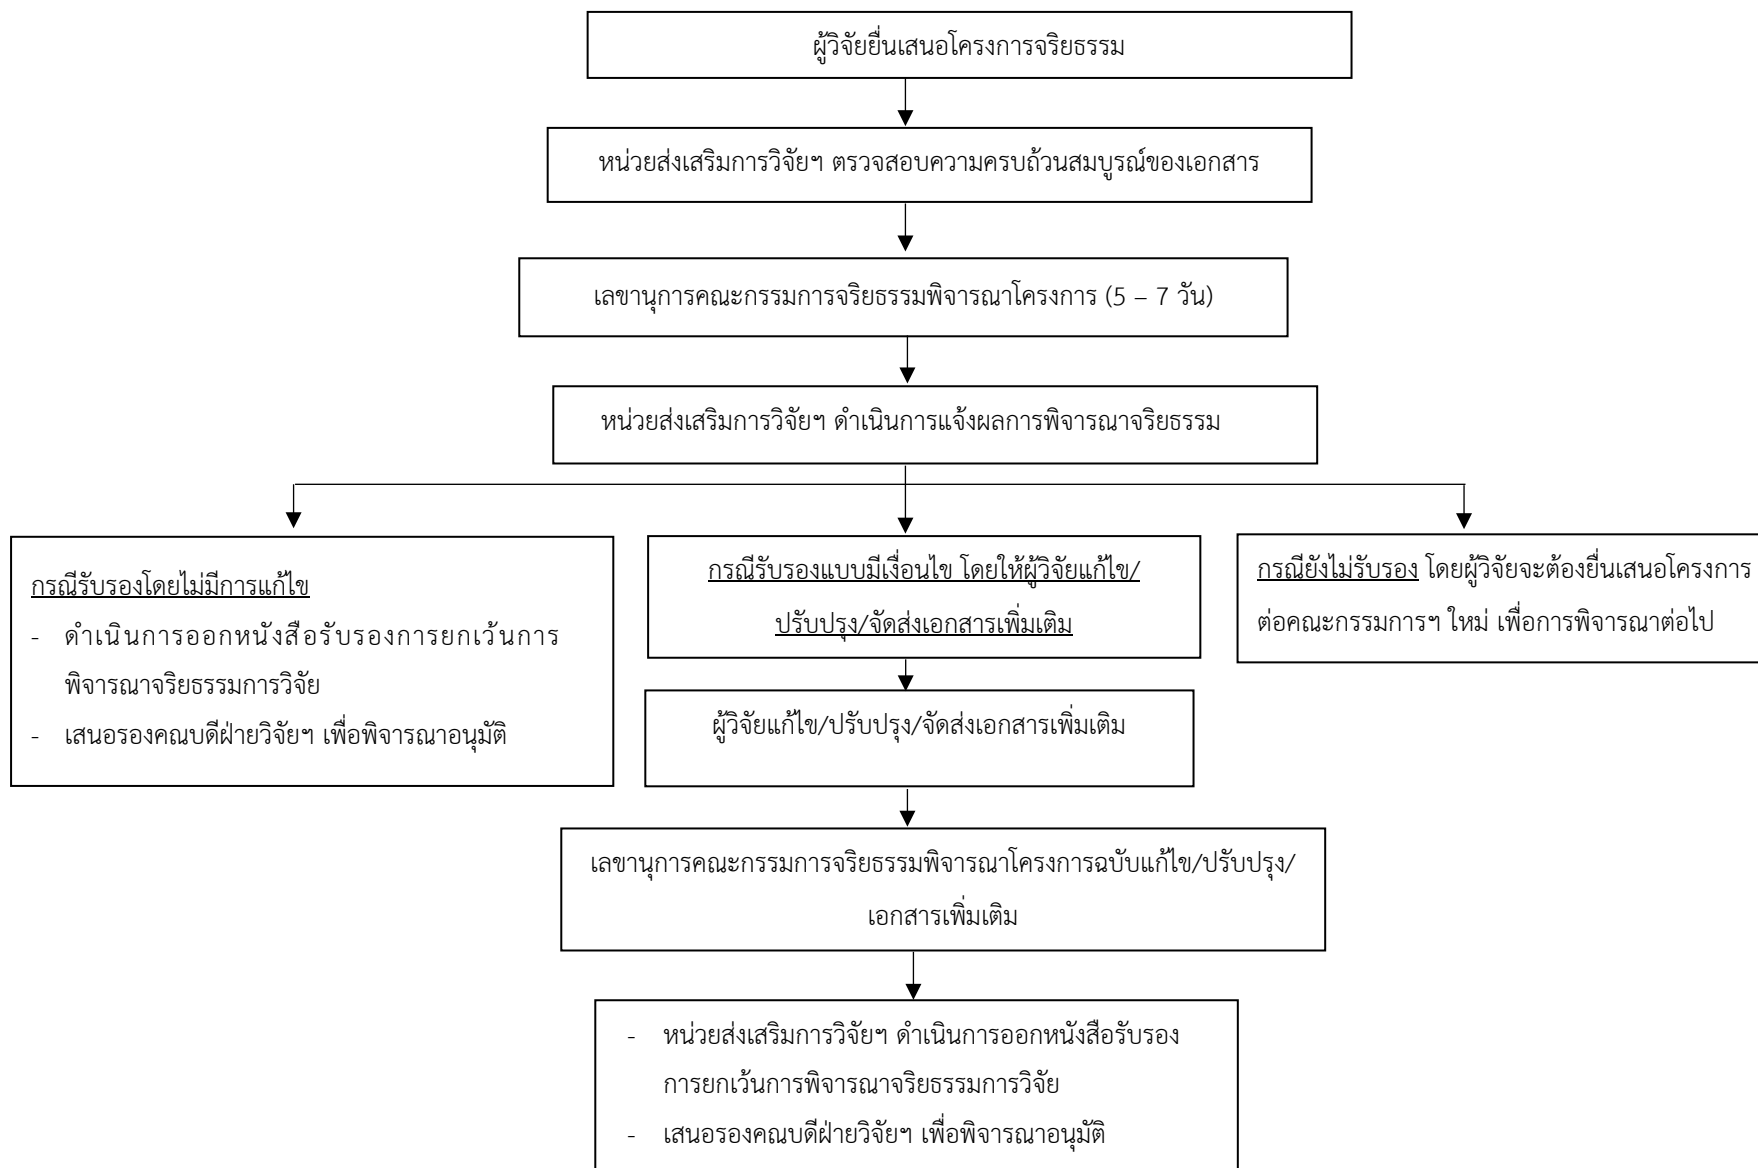 ผู้วิจัยยื่นเสนอโครงการจริยธรรม
หน่วยส่งเสริมการวิจัยฯ ตรวจสอบความครบถ้วนสมบูรณ์ของเอกสาร
เลขานุการคณะกรรมการจริยธรรมพิจารณาโครงการ (5 – 7 วัน)
หน่วยส่งเสริมการวิจัยฯ ดำเนินการแจ้งผลการพิจารณาจริยธรรม
กรณีรับรองโดยไม่มีการแก้ไข
- ดำเนินการออกหนังสือรับรองการยกเว้นการ
พิจารณาจริยธรรมการวิจัย
- เสนอรองคณบดีฝ่ายวิจัยฯ เพื่อพิจารณาอนุมัติ
กรณีรับรองแบบมีเงื่อนไข โดยให้ผู้วิจัยแก้ไข/
ปรับปรุง/จัดส่งเอกสารเพิ่มเติม
กรณียังไม่รับรอง โดยผู้วิจัยจะต้องยื่นเสนอโครงการ
ต่อคณะกรรมการฯ ใหม่ เพื่อการพิจารณาต่อไป
ผู้วิจัยแก้ไข/ปรับปรุง/จัดส่งเอกสารเพิ่มเติม
เลขานุการคณะกรรมการจริยธรรมพิจารณาโครงการฉบับแก้ไข/ปรับปรุง/
เอกสารเพิ่มเติม
- หน่วยส่งเสริมการวิจัยฯ ดำเนินการออกหนังสือรับรอง
การยกเว้นการพิจารณาจริยธรรมการวิจัย
- เสนอรองคณบดีฝ่ายวิจัยฯ เพื่อพิจารณาอนุมัติ